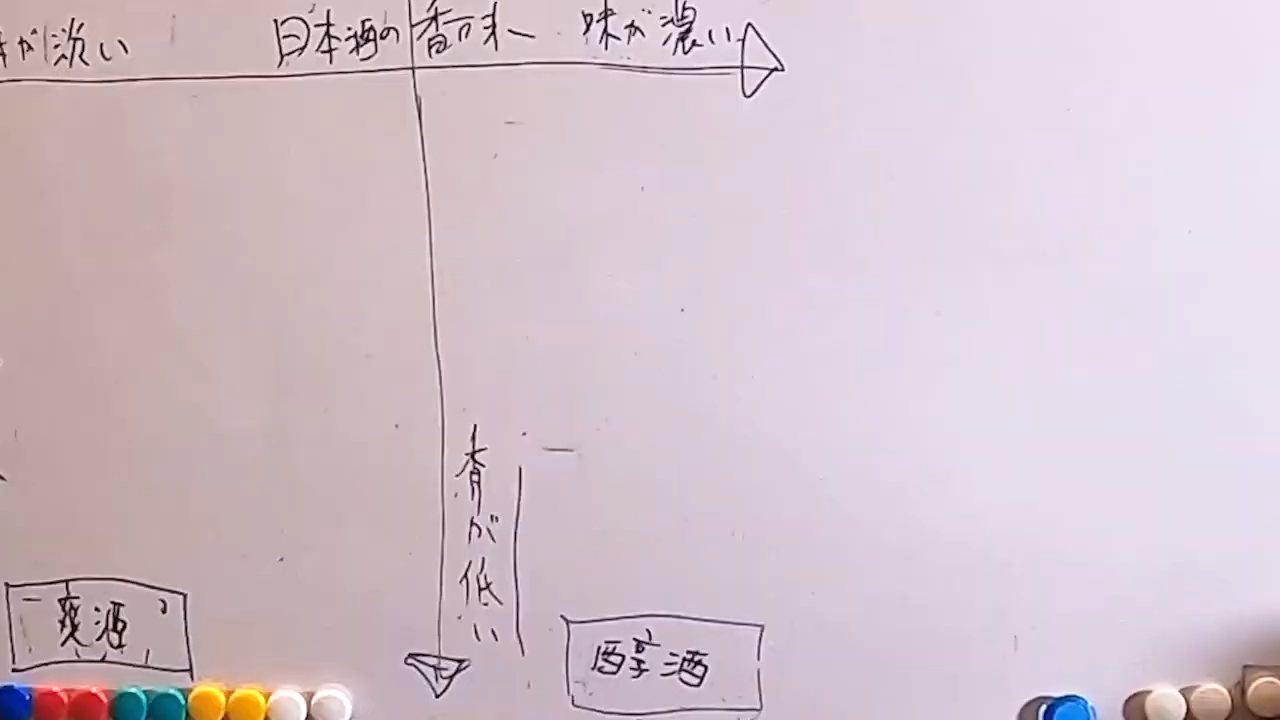 味が淡い
日本酒の香味
味が濃い
香が低い
爽酒
醇酒